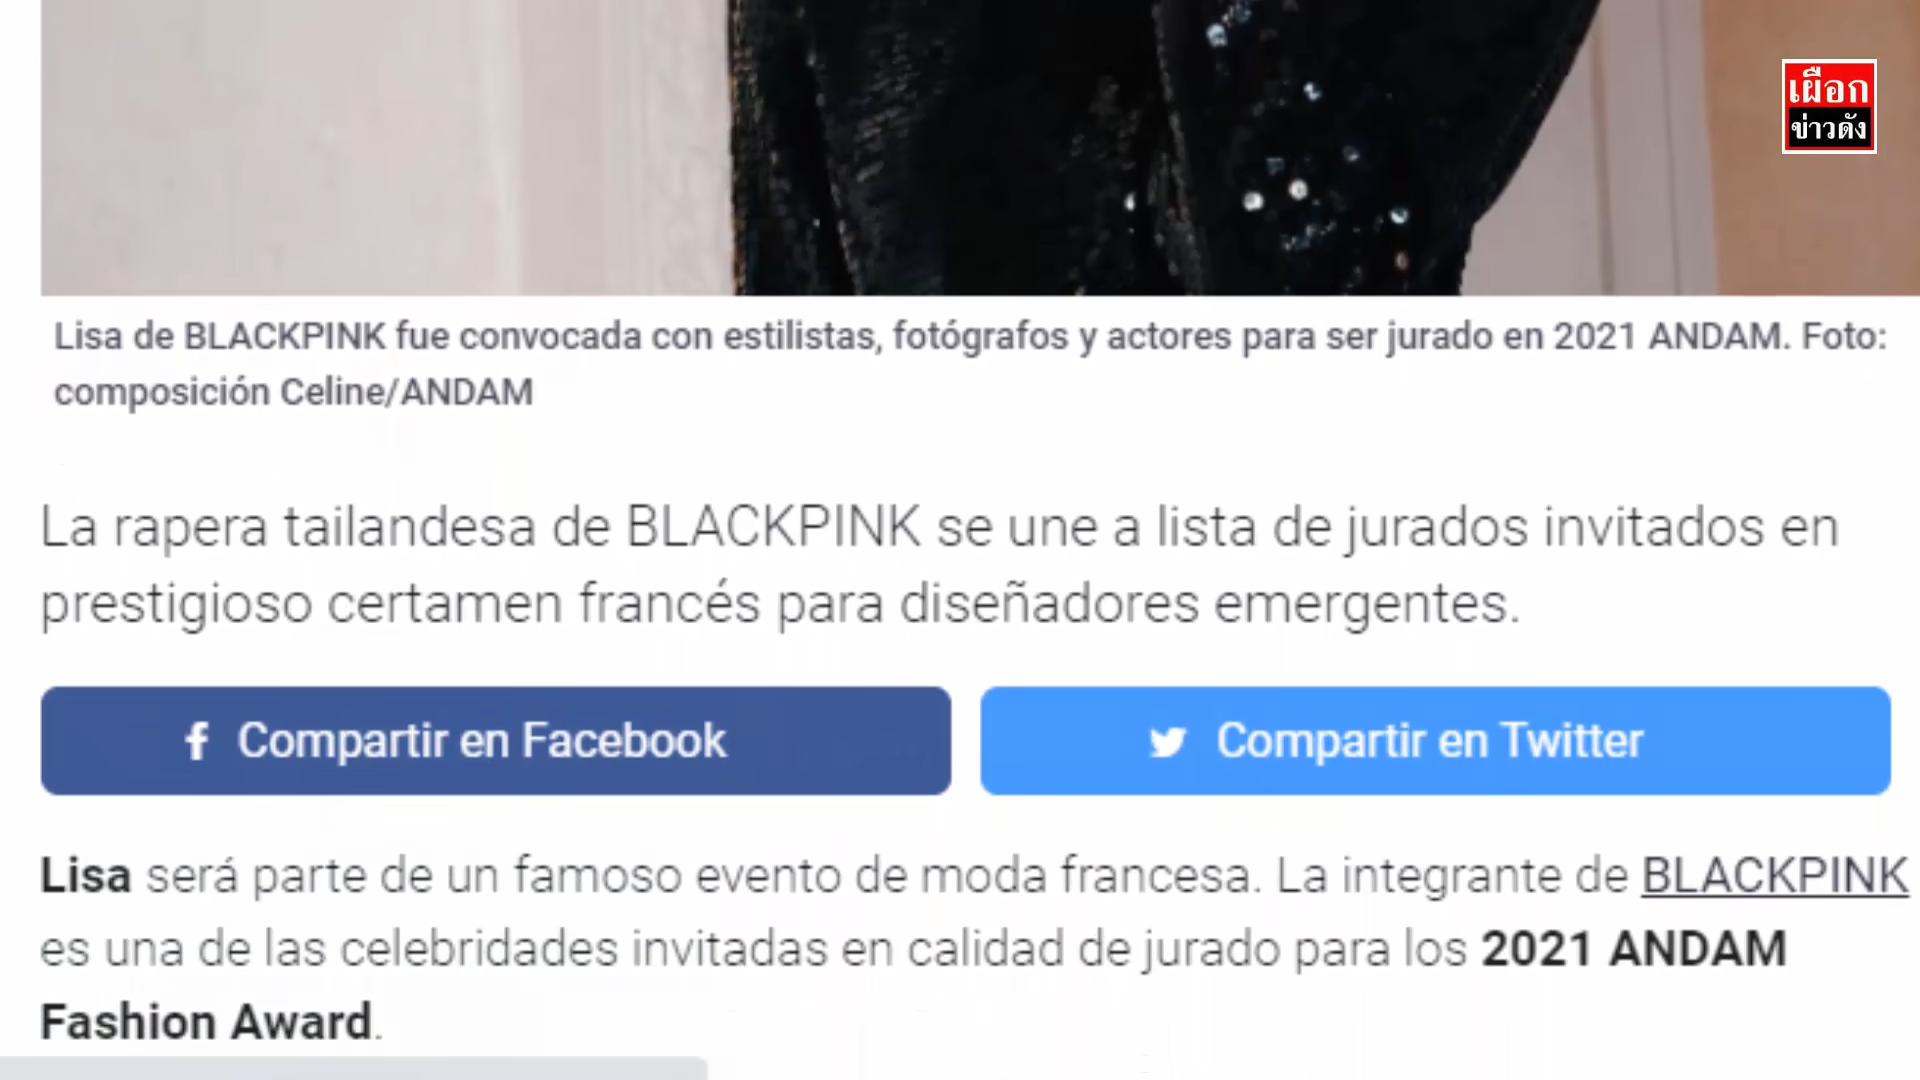 เผือก
ข่าวดัง
Lisa de BLACKPINK fue convocada con estilistas, fotógrafos y actores para ser jurado en 2021 ANDAM. Foto:
composición Celine/ANDAM
La rapera tailandesa de BLACKPINK se une a lista de jurados invitados en
prestigioso certamen francés para diseñadores emergentes.
Compartir en Facebook
Compartir en Twitter
Lisa será parte de un famoso evento de moda francesa. La integrante de BLACKPINK
es una de las celebridades invitadas en calidad de jurado para los 2021 ANDAM
Fashion Award.